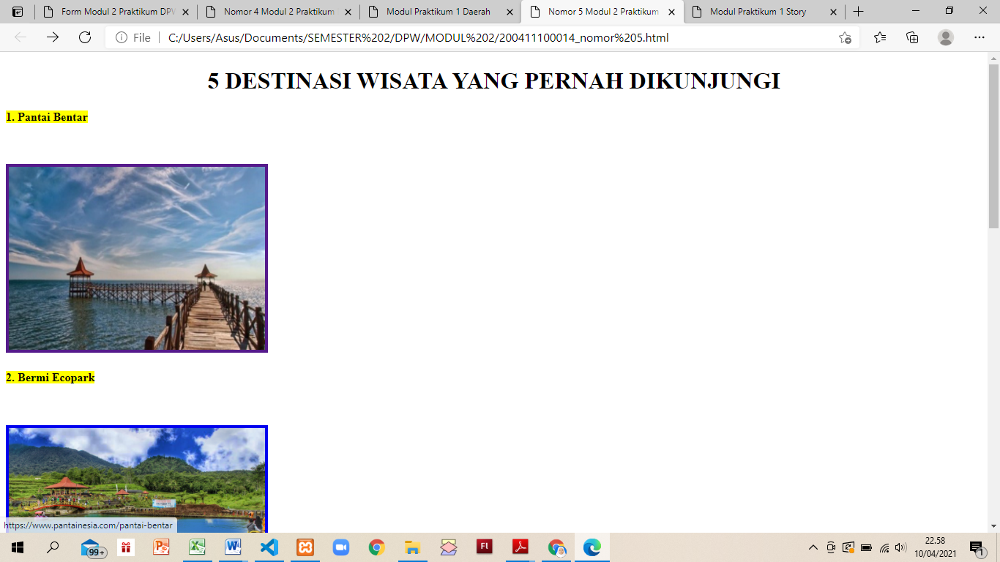 Form Modul 2 Praktikum DPW
Nomor 4 Modul 2 Praktikum
Modul Praktikum 1 Daerah
Nomor 5 Modul 2 Praktikum
Modul Praktikum 1 Story
File
C:/Users/Asus/Documents/SEMESTER%202/DPW/MODUL%202/200411100014_nomor%205.html
5 DESTINASI WISATA YANG PERNAH DIKUNJUNGI
1. Pantai Bentar
2. Bermi Ecopark
https://www.pantainesia.com/pantai-bentar
99+
Fl
22.58
10/04/2021
1